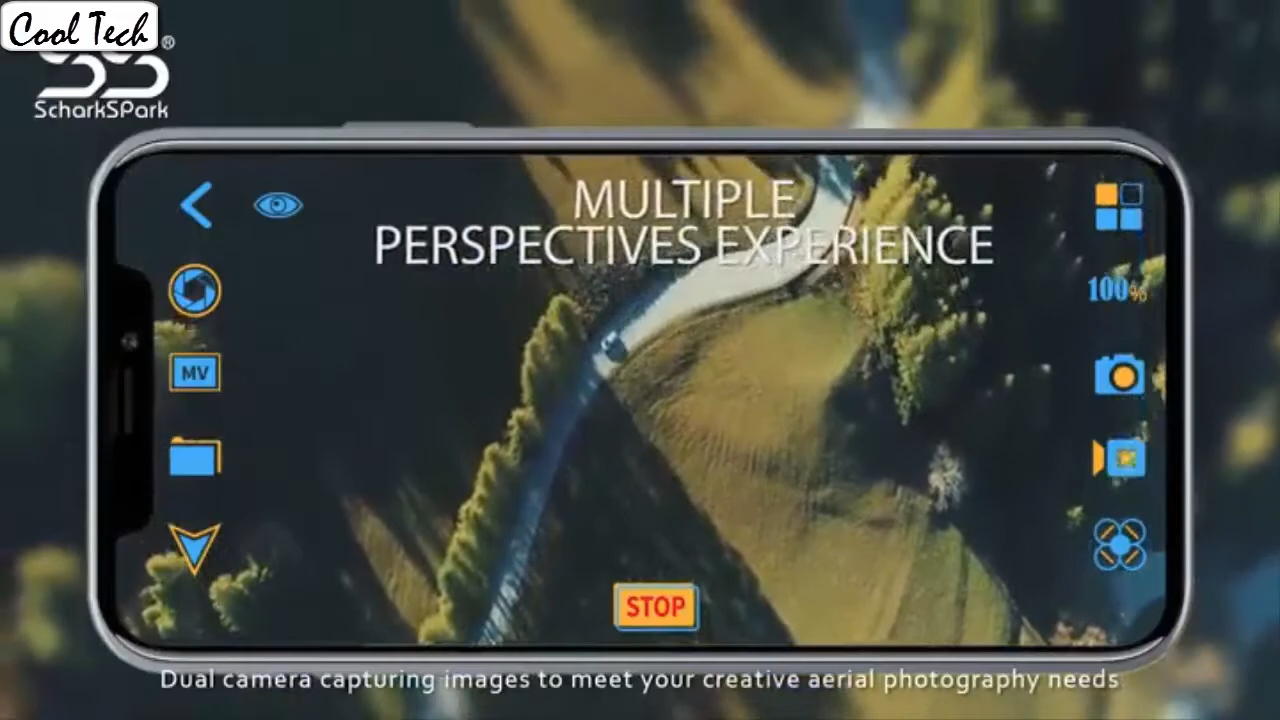 Cool Tech
SS®
ScharkSPark
MULTIPLE
PERSPECTIVES EXPERIENCE
100%
MV
STOP
Dual camera capturing images to meet your creative aerial photography needs